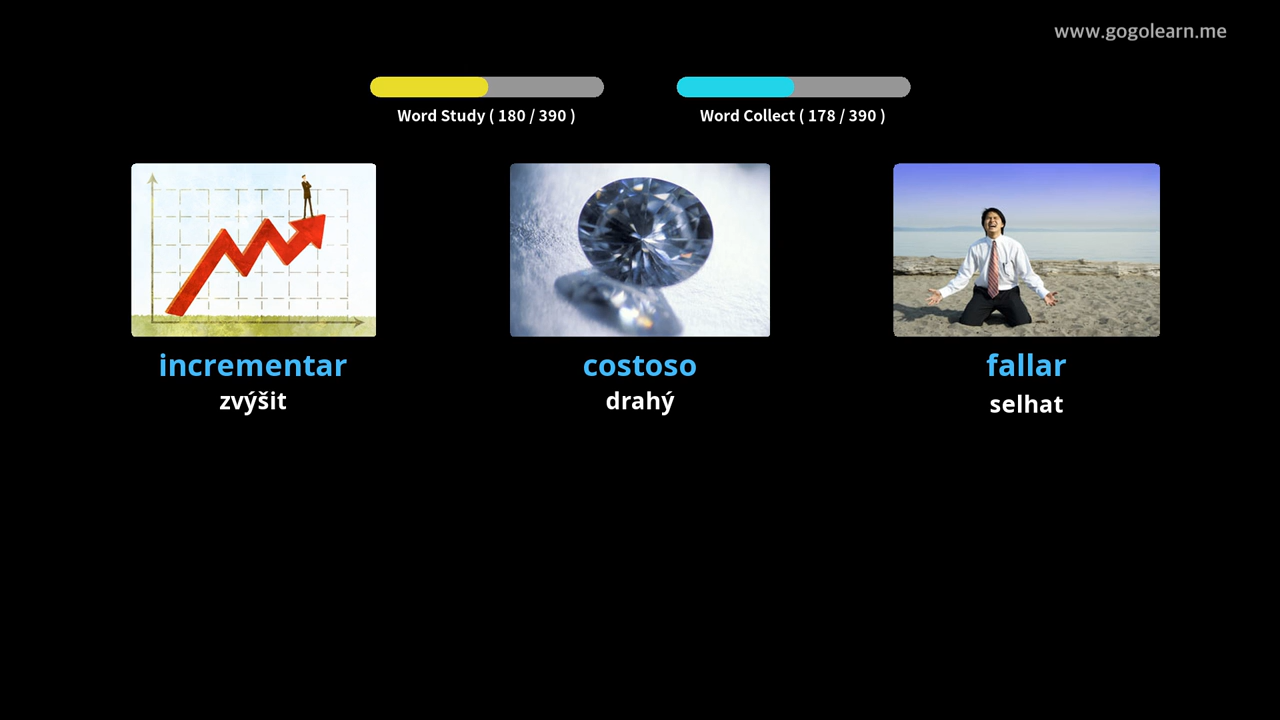 www.gogolearn.me
Word Study ( 180 / 390 )
Word Collect ( 178 / 390 )
incrementar
zvýšit
costoso
drahý
fallar
selhat